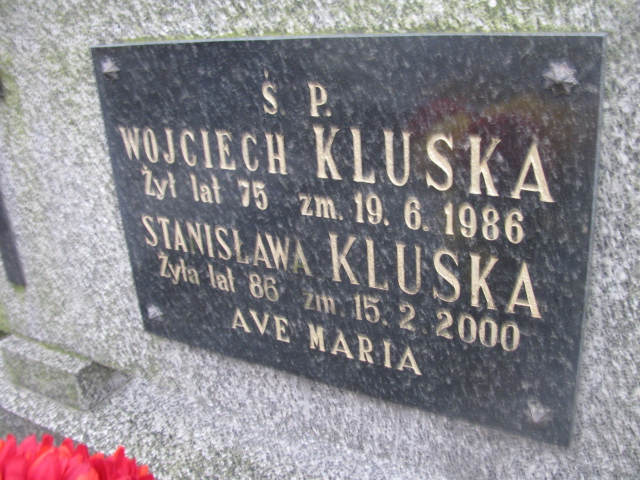 Ś. P.
WOJCIECH KLUSKA
Żył lat 75 zm. 19. 6. 1986
STANISŁAWA KLUSKA
Żyła lat 86 zm. 15. 2. 2000
AVE MARIA